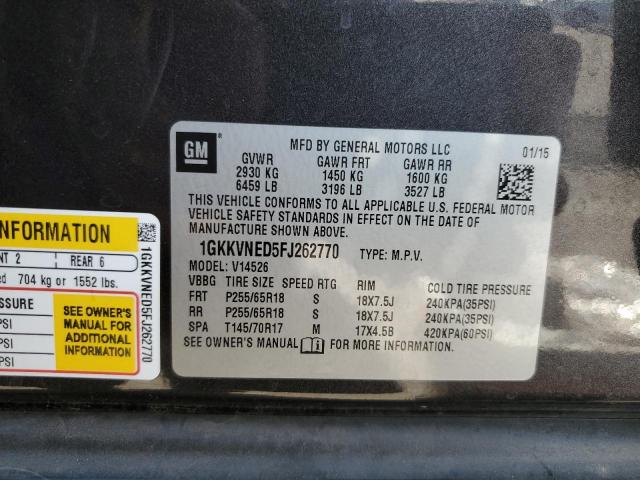 GM
MFD BY GENERAL MOTORS LLC
01/15
GVWR GAWR FRT GAWR RR
2930 KG 1450 KG 1600 KG
6459 LB 3196 LB 3527 LB
THIS VEHICLE CONFORMS TO ALL APPLICABLE U.S. FEDERAL MOTOR
VEHICLE SAFETY STANDARDS IN EFFECT ON THE DATE OF
MANUFACTURE SHOWN ABOVE.
1GKKVNED5FJ262770 TYPE: M.P.V.
MODEL: V14526
VBBG TIRE SIZE SPEED RTG RIM COLD TIRE PRESSURE
FRT P255/65R18 S 18X7.5J 240KPA(35PSI)
RR P255/65R18 S 18X7.5J 240KPA(35PSI)
SPA T145/70R17 M 17X4.5B 420KPA(60PSI)
SEE OWNER'S MANUAL FOR MORE INFORMATION.
INFORMATION
2 REAR 6
704 kg or 1552 lbs.
SEE OWNER'S
MANUAL FOR
ADDITIONAL
INFORMATION
PSI
PSI
PSI
1GKKVNED5FJ262770